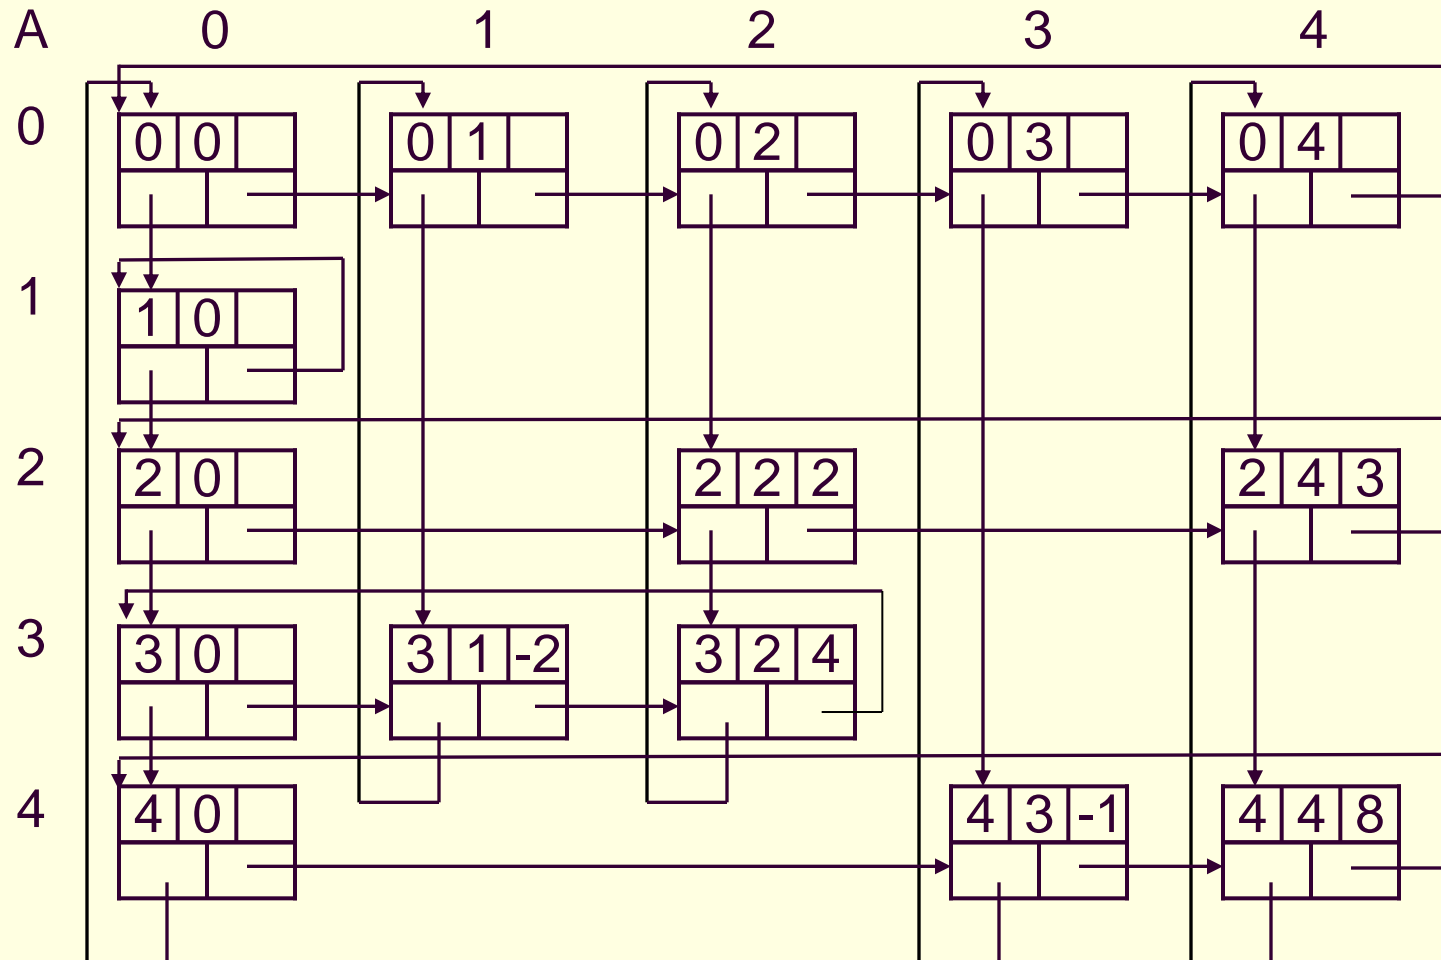 A 0 1 2 3 4
0 0 0 0 1 0 2 0 3 0 4
1 1 0
2 2 0 2 2 2 2 4 3
3 3 0 3 1 -2 3 2 4
4 4 0 4 3 -1 4 4 8